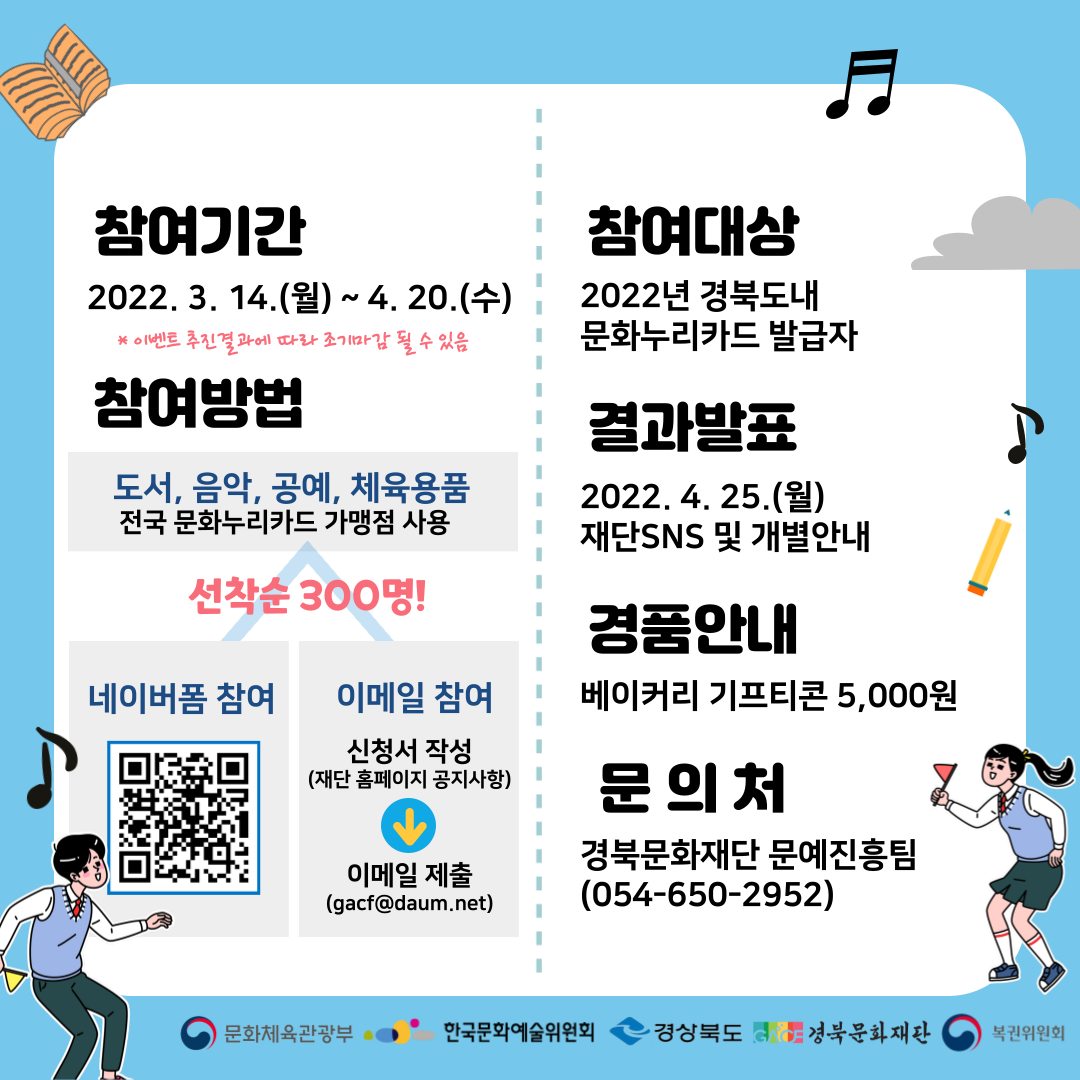 참여기간
2022. 3. 14.(월) ~ 4. 20.(수)
* 이벤트 추진결과에 따라 조기마감 될 수 있음
참여방법
도서, 음악, 공예, 체육용품
전국 문화누리카드 가맹점 사용
선착순 300명!
네이버폼 참여
이메일 참여
신청서 작성
(재단 홈페이지 공지사항)
이메일 제출
(gacf@daum.net)
참여대상
2022년 경북도내
문화누리카드 발급자
결과발표
2022. 4. 25.(월)
재단SNS 및 개별안내
경품안내
베이커리 기프티콘 5,000원
문 의 처
경북문화재단 문예진흥팀
(054-650-2952)
문화체육관광부
한국문화예술위원회
경상북도
GACF 경북문화재단
복권위원회